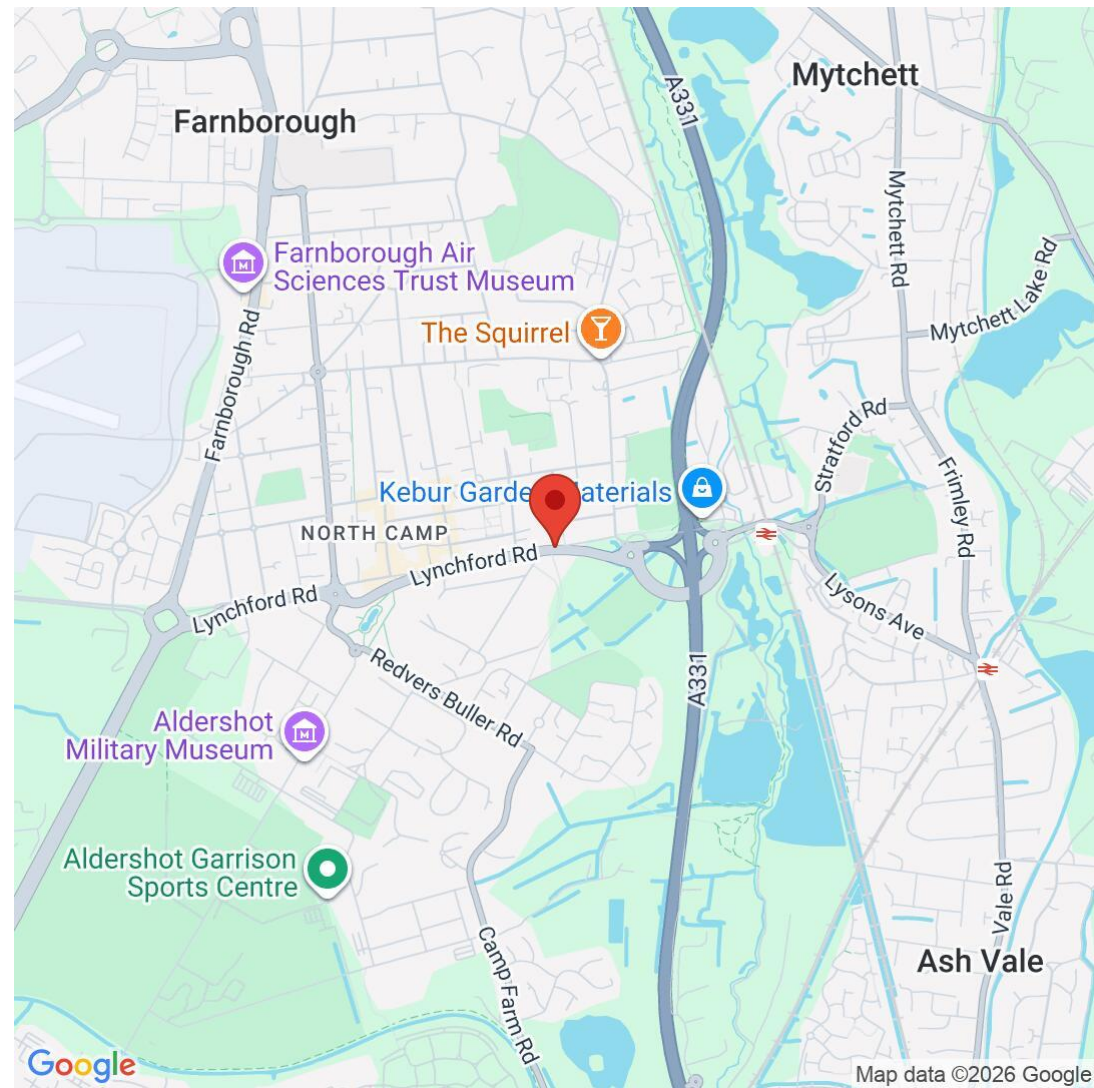 Mytchett
A331
Farnborough
Mytchett Rd
Farnborough Air
Sciences Trust Museum
Mytchett Lake Rd
The Squirrel
Farnborough Rd
Stratford Rd
Kebur Garde
aterials
Frimley Rd
NORTH CAMP
Lynchford Rd
Lynchford Rd
Lysons Ave
Redvers Buller Rd
A331
Aldershot
Military Museum
Aldershot Garrison
Sports Centre
Vale Rd
Camp Farm Rd
Ash Vale
Google
Map data ©2026 Google